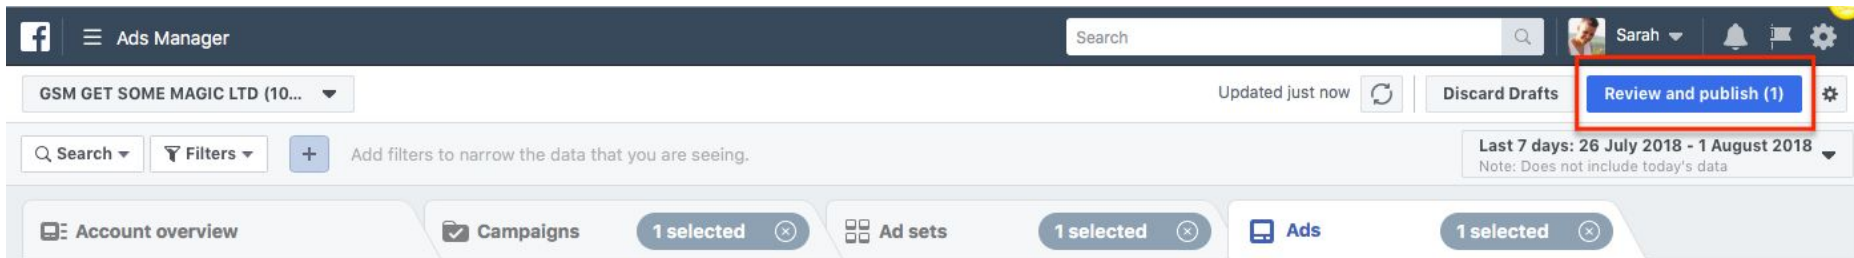 f Ads Manager Search Sarah
GSM GET SOME MAGIC LTD (10... Updated just now Discard Drafts Review and publish (1)
Search Filters + Add filters to narrow the data that you are seeing. Last 7 days: 26 July 2018 - 1 August 2018
Note: Does not include today's data
Account overview Campaigns 1 selected Ad sets 1 selected Ads 1 selected